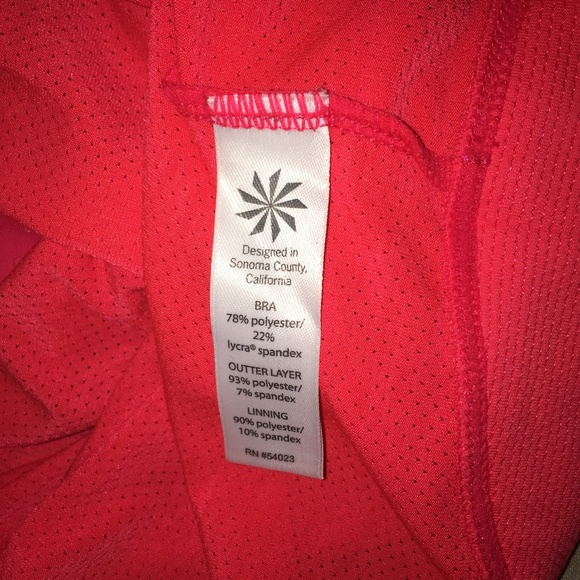 Designed in
Sonoma County,
California
BRA
78% polyester/
22%
lycra® spandex
OUTTER LAYER
93% polyester/
7% spandex
LINNING
90% polyester/
10% spandex
RN #54023